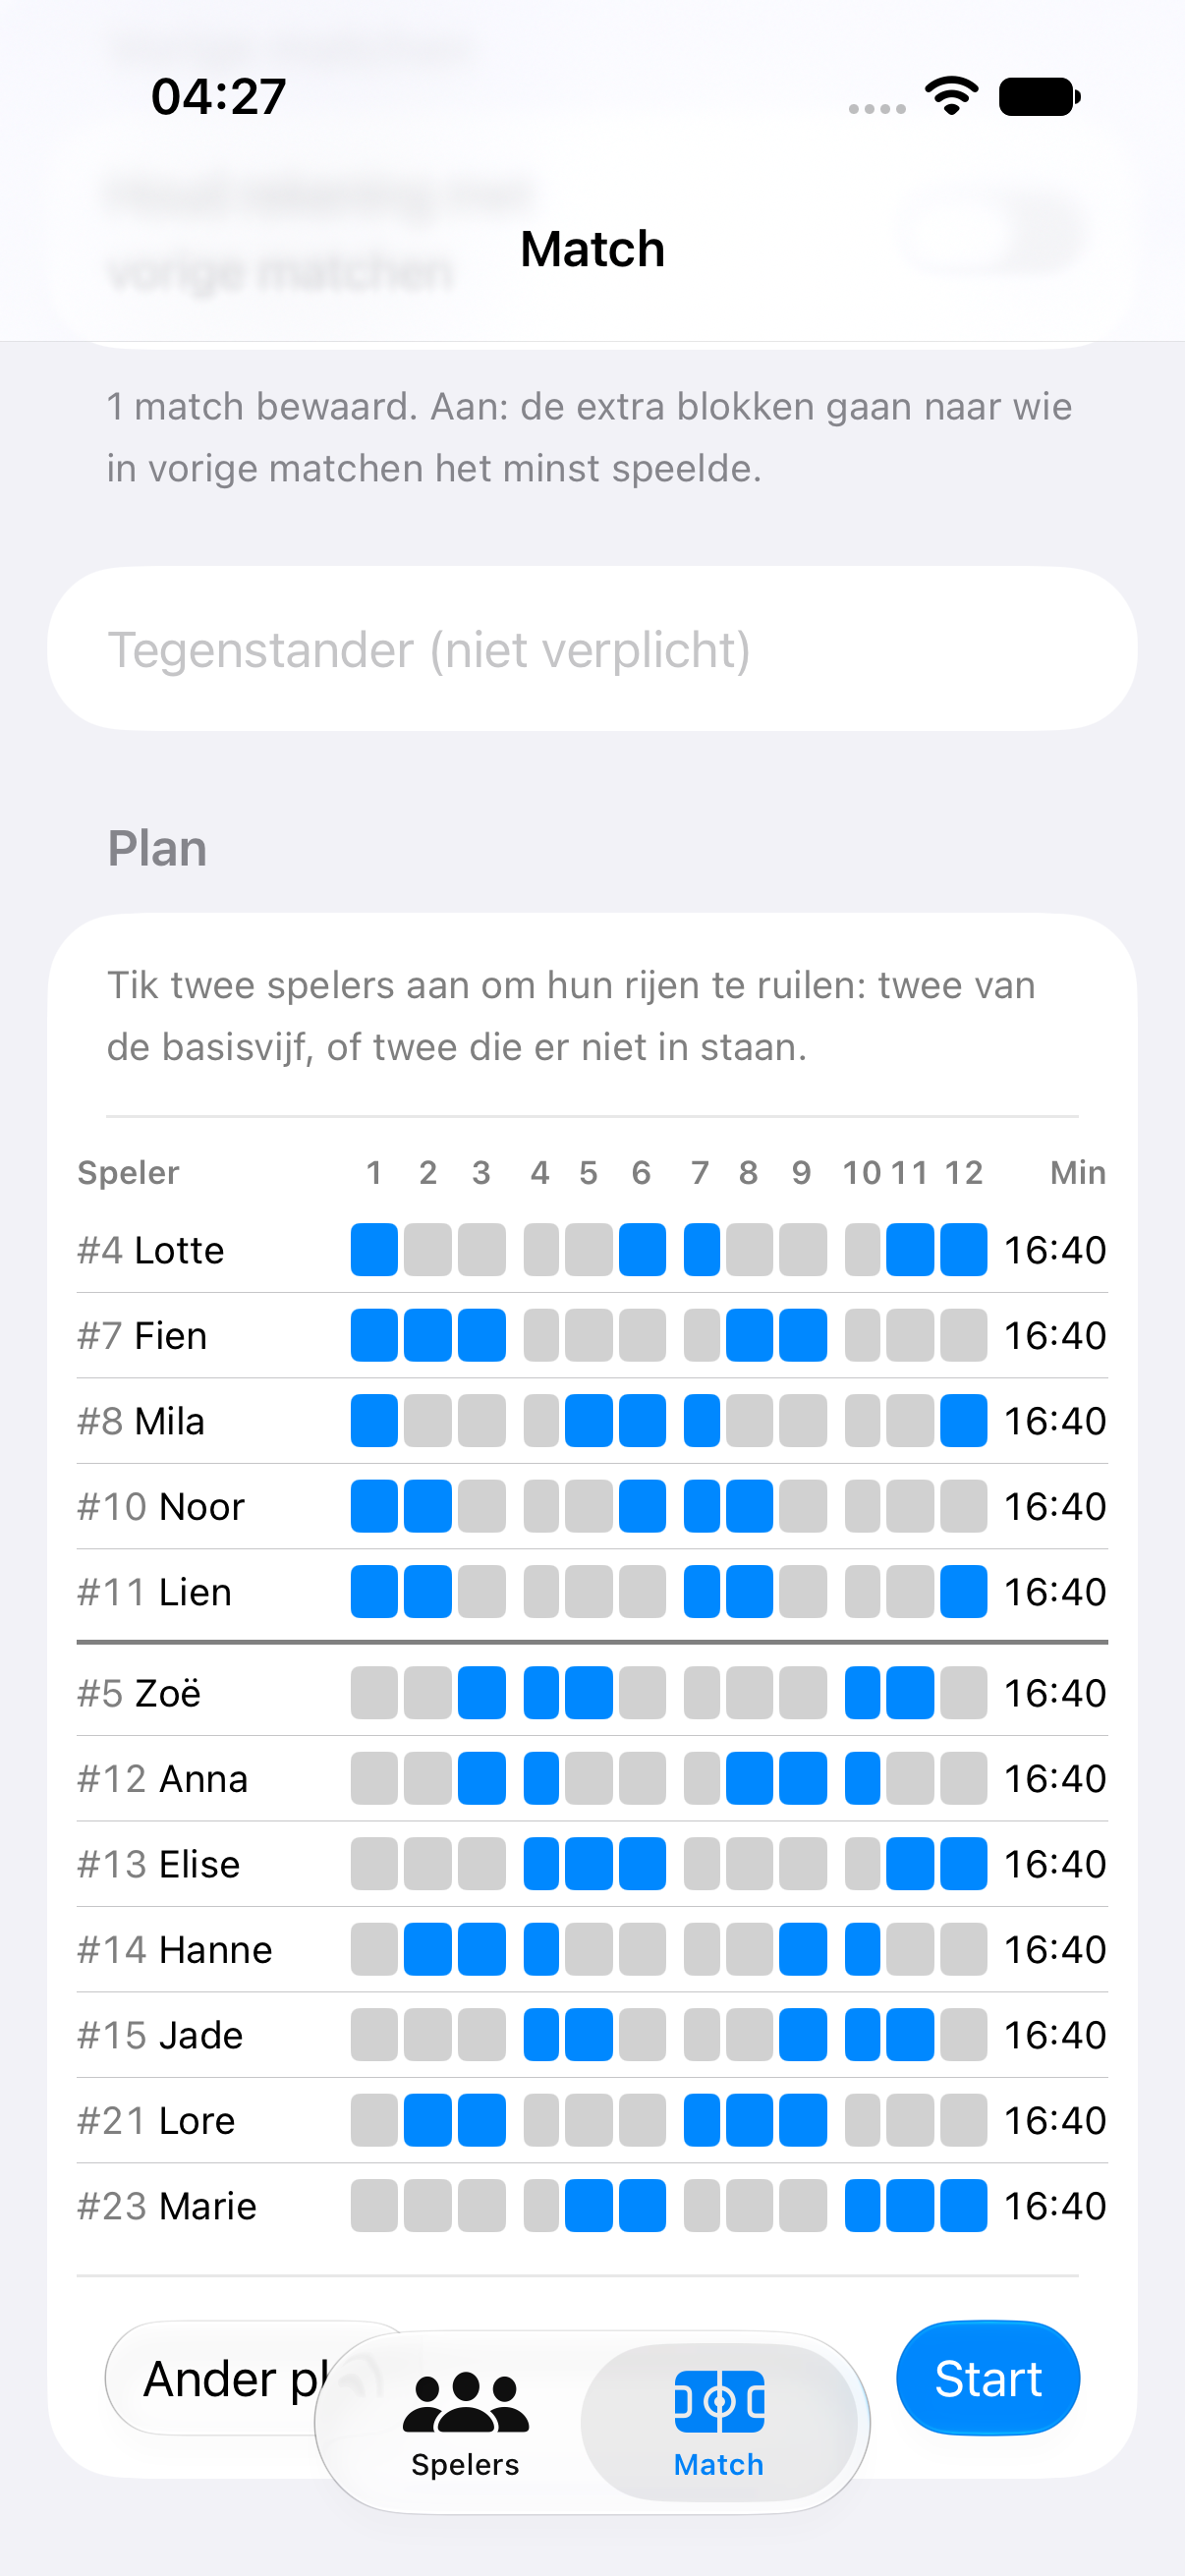 04:27
Match
1 match bewaard. Aan: de extra blokken gaan naar wie
in vorige matchen het minst speelde.
Tegenstander (niet verplicht)
Plan
Tik twee spelers aan om hun rijen te ruilen: twee van
de basisvijf, of twee die er niet in staan.
Speler 1 2 3 4 5 6 7 8 9 10 11 12 Min
#4 Lotte 16:40
#7 Fien 16:40
#8 Mila 16:40
#10 Noor 16:40
#11 Lien 16:40
#5 Zoë 16:40
#12 Anna 16:40
#13 Elise 16:40
#14 Hanne 16:40
#15 Jade 16:40
#21 Lore 16:40
#23 Marie 16:40
Ander Start
Spelers Match